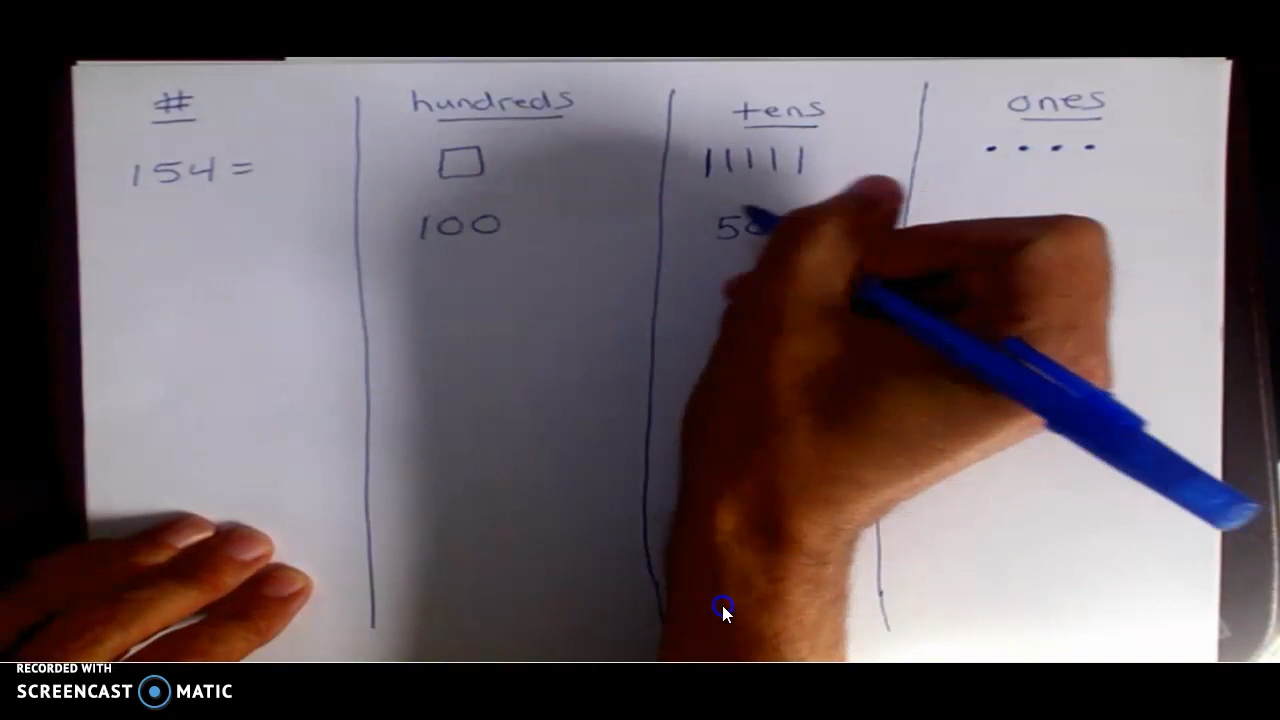 # hundreds tens ones
154 =
100
RECORDED WITH
SCREENCAST MATIC